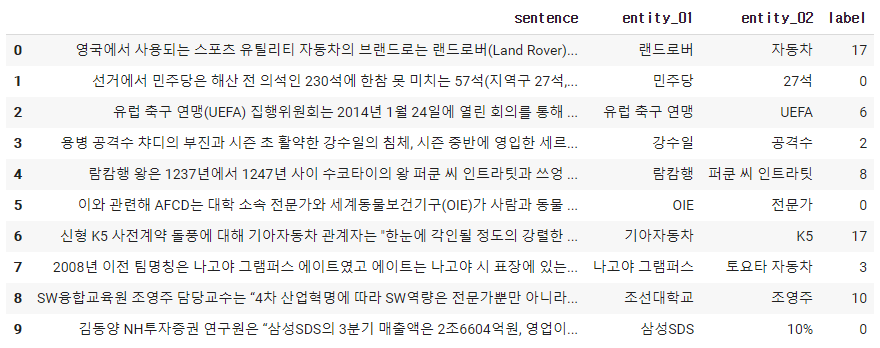 sentence entity_01 entity_02 label
0 영국에서 사용되는 스포츠 유틸리티 자동차의 브랜드로는 랜드로버(Land Rover)... 랜드로버 자동차 17
1 선거에서 민주당은 해산 전 의석인 230석에 한참 못 미치는 57석(지역구 27석,... 민주당 27석 0
2 유럽 축구 연맹(UEFA) 집행위원회는 2014년 1월 24일에 열린 회의를 통해 ... 유럽 축구 연맹 UEFA 6
3 용병 공격수 챠디의 부진과 시즌 초 활약한 강수일의 침체, 시즌 중반에 영입한 세르... 강수일 공격수 2
4 람캄행 왕은 1237년에서 1247년 사이 수코타이의 왕 퍼쿤 씨 인트라팃과 쓰엉 ... 람캄행 퍼쿤 씨 인트라팃 8
5 이와 관련해 AFCD는 대학 소속 전문가와 세계동물보건기구(OIE)가 사람과 동물 ... OIE 전문가 0
6 신형 K5 사전계약 돌풍에 대해 기아자동차 관계자는 "한눈에 각인될 정도의 강렬한 ... 기아자동차 K5 17
7 2008년 이전 팀명칭은 나고야 그램퍼스 에이트였고 에이트는 나고야 시 표장에 있는... 나고야 그램퍼스 토요타 자동차 3
8 SW융합교육원 조영주 담당교수는 “4차 산업혁명에 따라 SW역량은 전문가뿐만 아니라... 조선대학교 조영주 10
9 김동양 NH투자증권 연구원은 “삼성SDS의 3분기 매출액은 2조6604억원, 영업이... 삼성SDS 10% 0